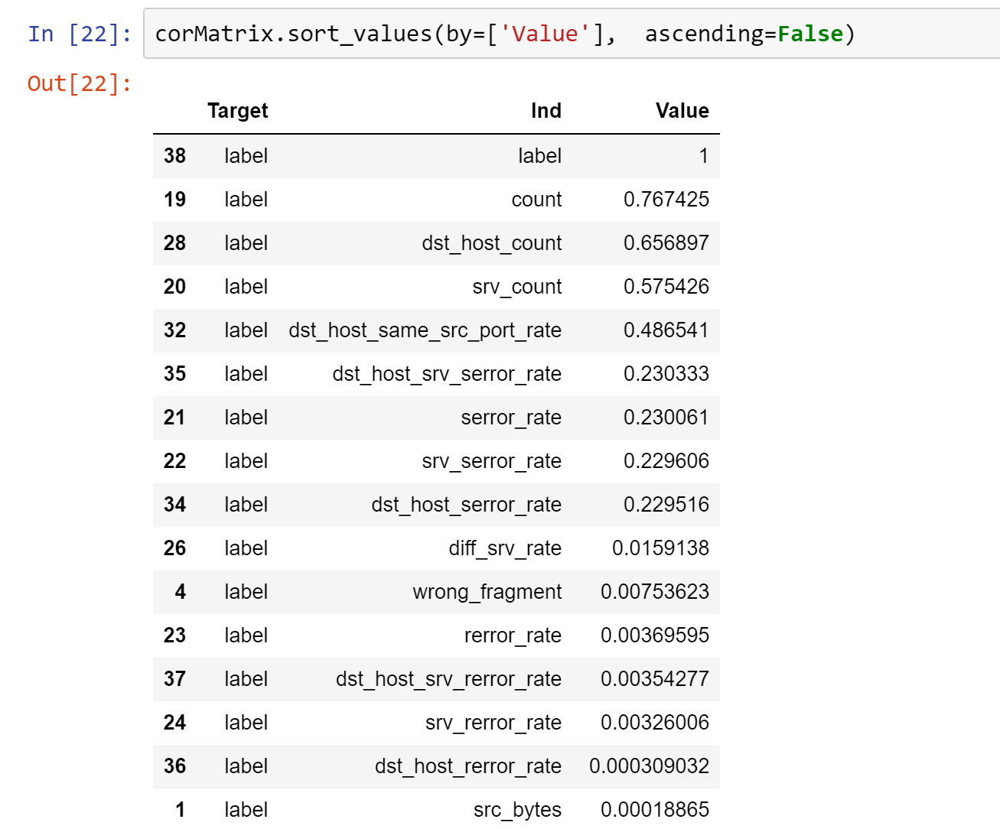 In [22]: corMatrix.sort_values(by=['Value'],  ascending=False)
Out[22]:
Target Ind Value
38 label label 1
19 label count 0.767425
28 label dst_host_count 0.656897
20 label srv_count 0.575426
32 label dst_host_same_src_port_rate 0.486541
35 label dst_host_srv_serror_rate 0.230333
21 label serror_rate 0.230061
22 label srv_serror_rate 0.229606
34 label dst_host_serror_rate 0.229516
26 label diff_srv_rate 0.0159138
4 label wrong_fragment 0.00753623
23 label rerror_rate 0.00369595
37 label dst_host_srv_rerror_rate 0.00354277
24 label srv_rerror_rate 0.00326006
36 label dst_host_rerror_rate 0.000309032
1 label src_bytes 0.00018865